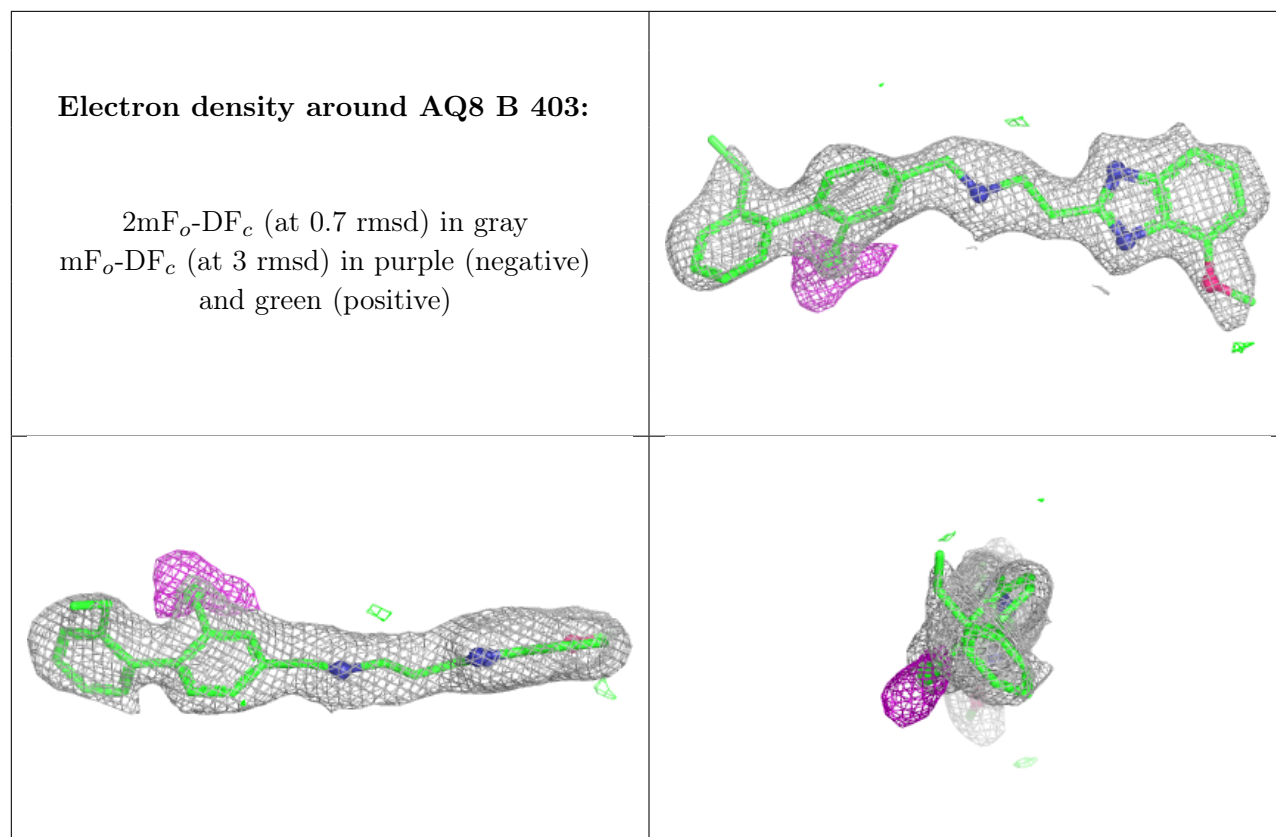 Electron density around AQ8 B 403:
2mFo-DFc (at 0.7 rmsd) in gray
mFo-DFc (at 3 rmsd) in purple (negative)
and green (positive)